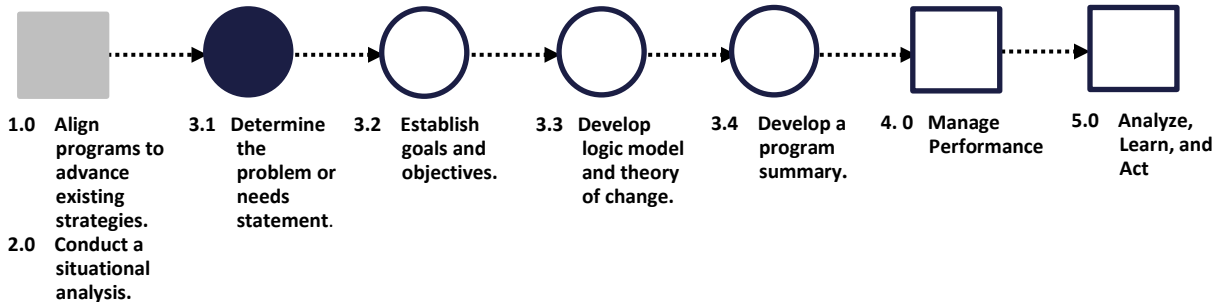 1.0 Align
programs to
advance
existing
strategies.
2.0 Conduct a
situational
analysis.
3.1 Determine
the
problem or
needs
statement.
3.2 Establish
goals and
objectives.
3.3 Develop
logic model
and theory
of change.
3.4 Develop a
program
summary.
4. 0 Manage
Performance
5.0 Analyze,
Learn, and
Act